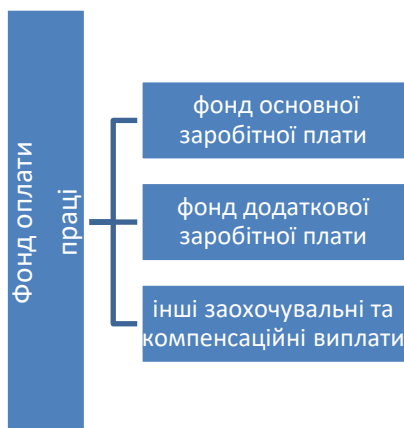 Фонд оплати
праці
фонд основної
заробітної плати
фонд додаткової
заробітної плати
інші заохочувальні та
компенсаційні виплати